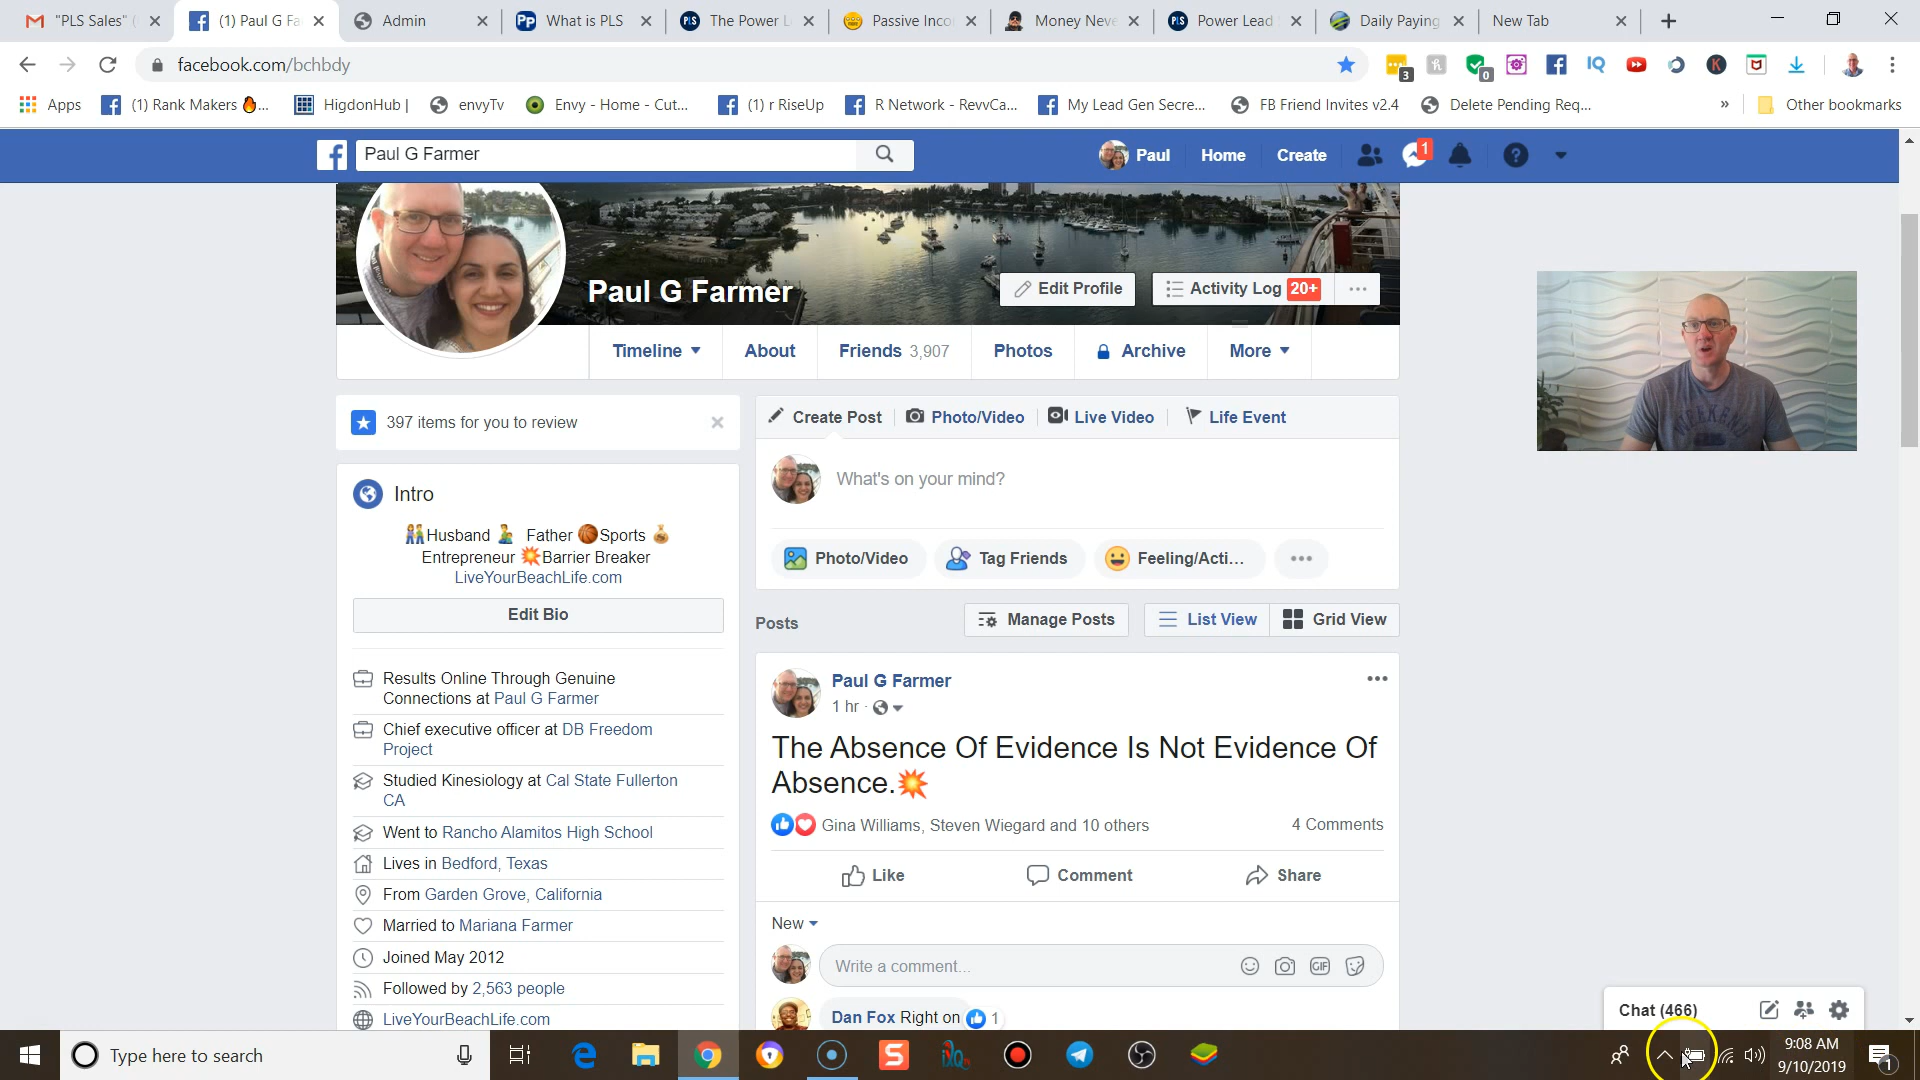 "PLS Sales" (
(1) Paul G Fa
Admin
What is PLS
The Power L
Passive Inco
Money Neve
Power Lead
Daily Paying
New Tab
facebook.com/bchbdy
3
0
Apps
(1) Rank Makers 🔥...
HigdonHub |
envyTv
Envy - Home - Cut...
(1) r RiseUp
R Network - RevvCa...
My Lead Gen Secre...
FB Friend Invites v2.4
Delete Pending Req...
»
Other bookmarks
Paul G Farmer
Paul
Home
Create
1
Paul G Farmer
Edit Profile
Activity Log 20+
Timeline
About
Friends 3,907
Photos
Archive
More
397 items for you to review
Create Post
Photo/Video
Live Video
Life Event
What's on your mind?
Intro
👫Husband 👨‍👦 Father 🏀Sports 💰
Entrepreneur 💥Barrier Breaker
LiveYourBeachLife.com
Edit Bio
Photo/Video
Tag Friends
Feeling/Acti...
Posts
Manage Posts
List View
Grid View
Results Online Through Genuine
Connections at Paul G Farmer
Chief executive officer at DB Freedom
Project
Studied Kinesiology at Cal State Fullerton
CA
Went to Rancho Alamitos High School
Lives in Bedford, Texas
From Garden Grove, California
Married to Mariana Farmer
Joined May 2012
Followed by 2,563 people
LiveYourBeachLife.com
Paul G Farmer
1 hr ·
The Absence Of Evidence Is Not Evidence Of
Absence.💥
Gina Williams, Steven Wiegard and 10 others
4 Comments
Like
Comment
Share
New
Write a comment...
GIF
Dan Fox Right on
1
Chat (466)
Type here to search
9:08 AM
9/10/2019
1